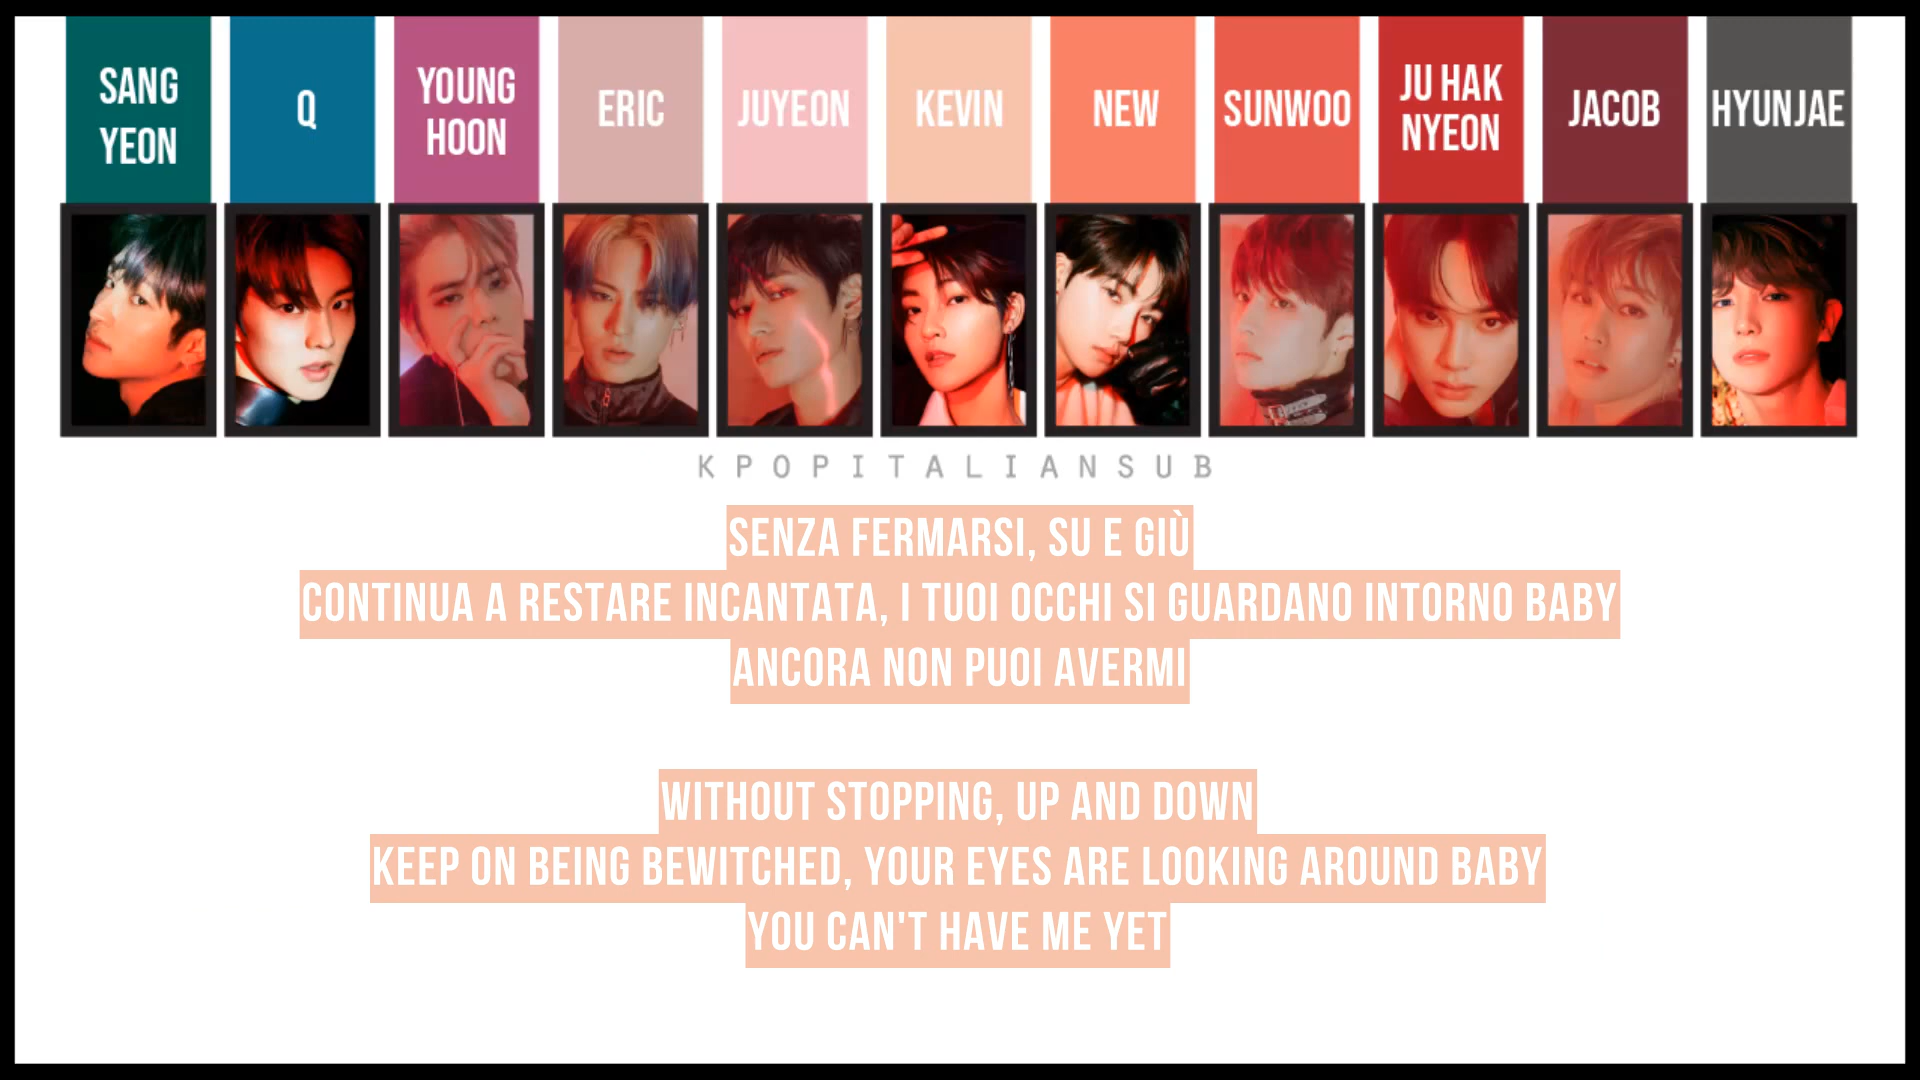 SANG
YEON
Q
YOUNG
HOON
ERIC
JUYEON
KEVIN
NEW
SUNWOO
JU HAK
NYEON
JACOB
HYUNJAE
KPOPITALIANSUB
SENZA FERMARSI, SU E GIÙ
CONTINUA A RESTARE INCANTATA, I TUOI OCCHI SI GUARDANO INTORNO BABY
ANCORA NON PUOI AVERMI
WITHOUT STOPPING, UP AND DOWN
KEEP ON BEING BEWITCHED, YOUR EYES ARE LOOKING AROUND BABY
YOU CAN'T HAVE ME YET